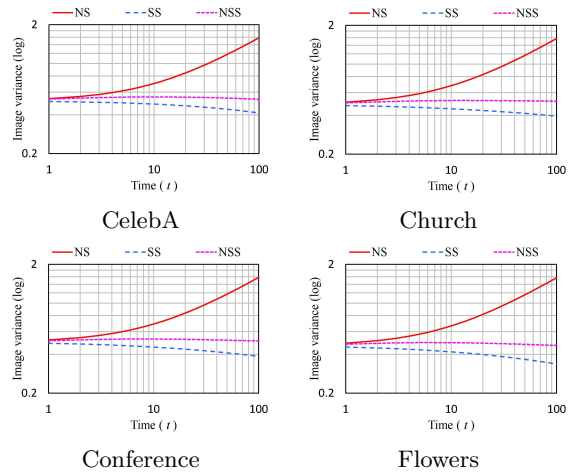 NS SS NSS
2
Image variance (log)
0.2
1 10 100
Time ( t )
CelebA
NS SS NSS
2
Image variance (log)
0.2
1 10 100
Time ( t )
Church
NS SS NSS
2
Image variance (log)
0.2
1 10 100
Time ( t )
Conference
NS SS NSS
2
Image variance (log)
0.2
1 10 100
Time ( t )
Flowers